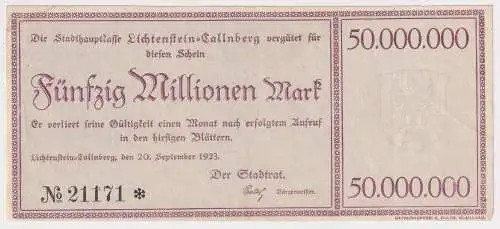 Die Stadthauptkasse Lichtenstein-Callnberg vergütet für
diesen Schein
Fünfzig Millionen Mark
Er verliert seine Gültigkeit einen Monat nach erfolgtem Aufruf
in den hiesigen Blättern.
Lichtenstein-Callnberg, den 20. September 1923.
Der Stadtrat.
Bürgermeister.
№ 21171 *
50.000.000
50.000.000